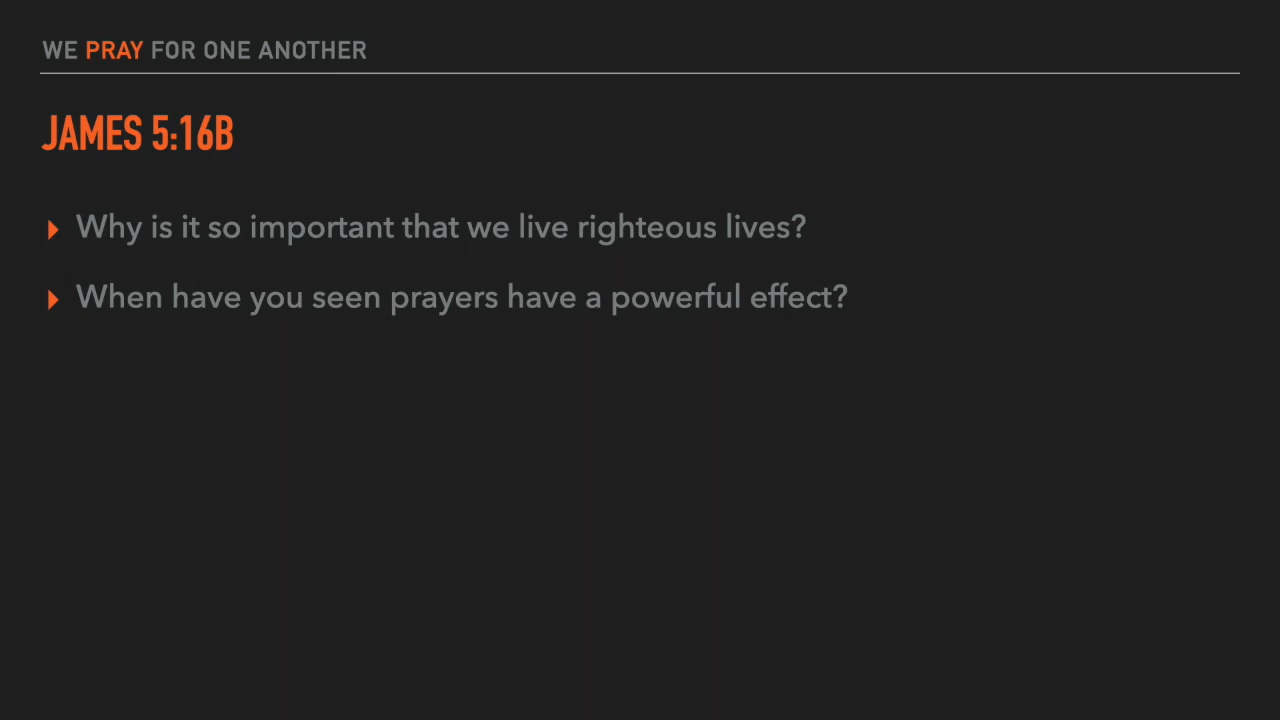 WE PRAY FOR ONE ANOTHER
JAMES 5:16B
Why is it so important that we live righteous lives?
When have you seen prayers have a powerful effect?